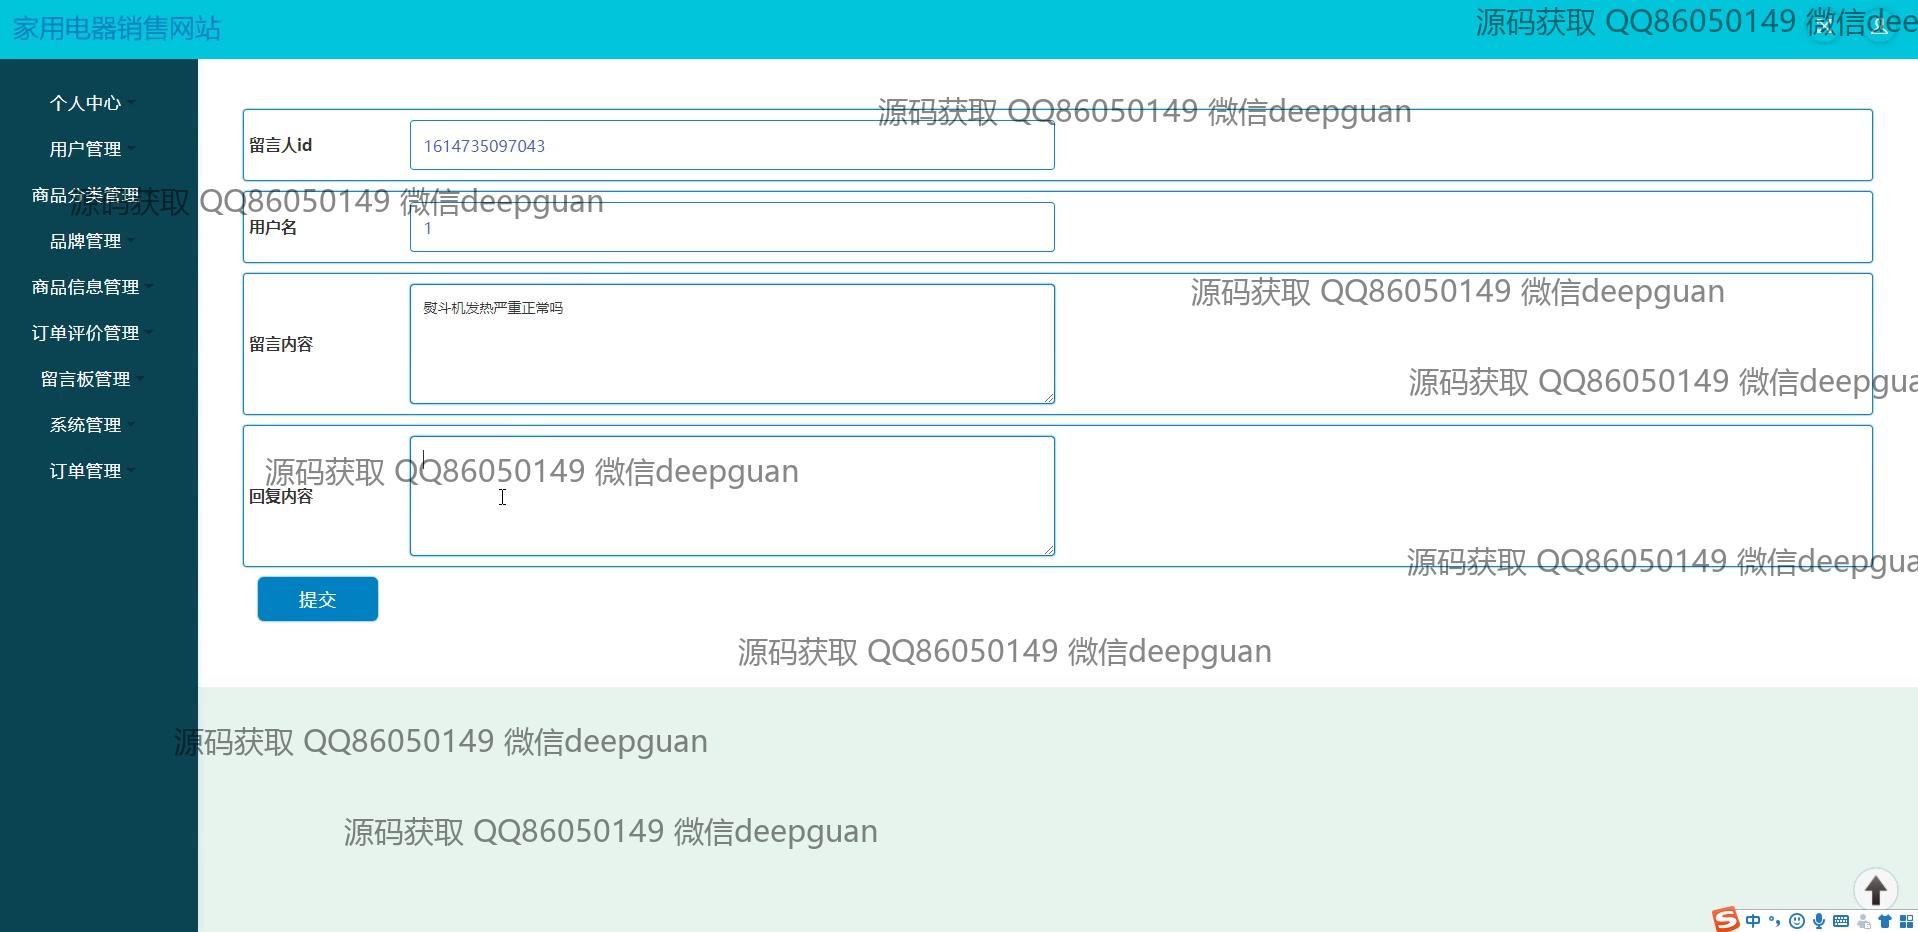 家用电器销售网站
源码获取 QQ86050149 微信dee
个人中心
源码获取 QQ86050149 微信deepguan
留言人id
1614735097043
用户管理
商品分类管理
源码获取 QQ86050149 微信deepguan
用户名
1
品牌管理
商品信息管理
源码获取 QQ86050149 微信deepguan
熨斗机发热严重正常吗
订单评价管理
留言内容
留言板管理
源码获取 QQ86050149 微信deepgua
系统管理
订单管理
源码获取 QQ86050149 微信deepguan
回复内容
源码获取 QQ86050149 微信deepgua
提交
源码获取 QQ86050149 微信deepguan
源码获取 QQ86050149 微信deepguan
源码获取 QQ86050149 微信deepguan
中